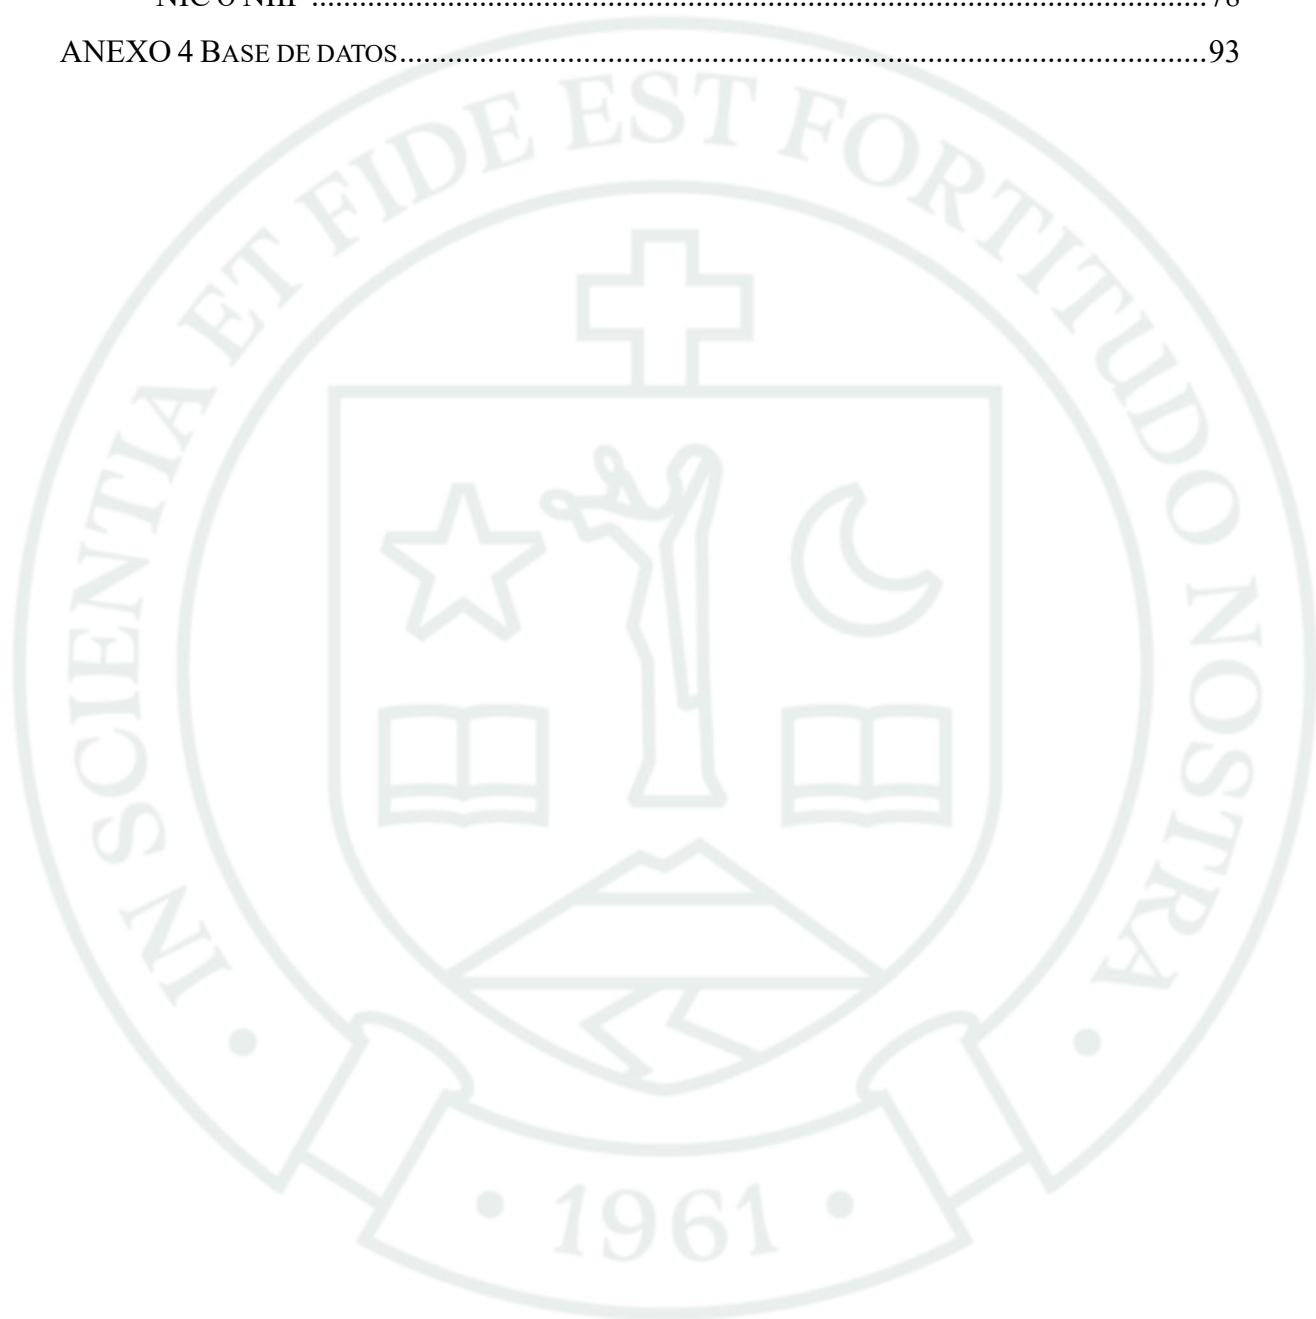 NIC o NIIF
ANEXO 4 BASE DE DATOS....................................................................................................93
IN SCIENTIA ET FIDE EST FORTITUDO NOSTRA
• 1961 •